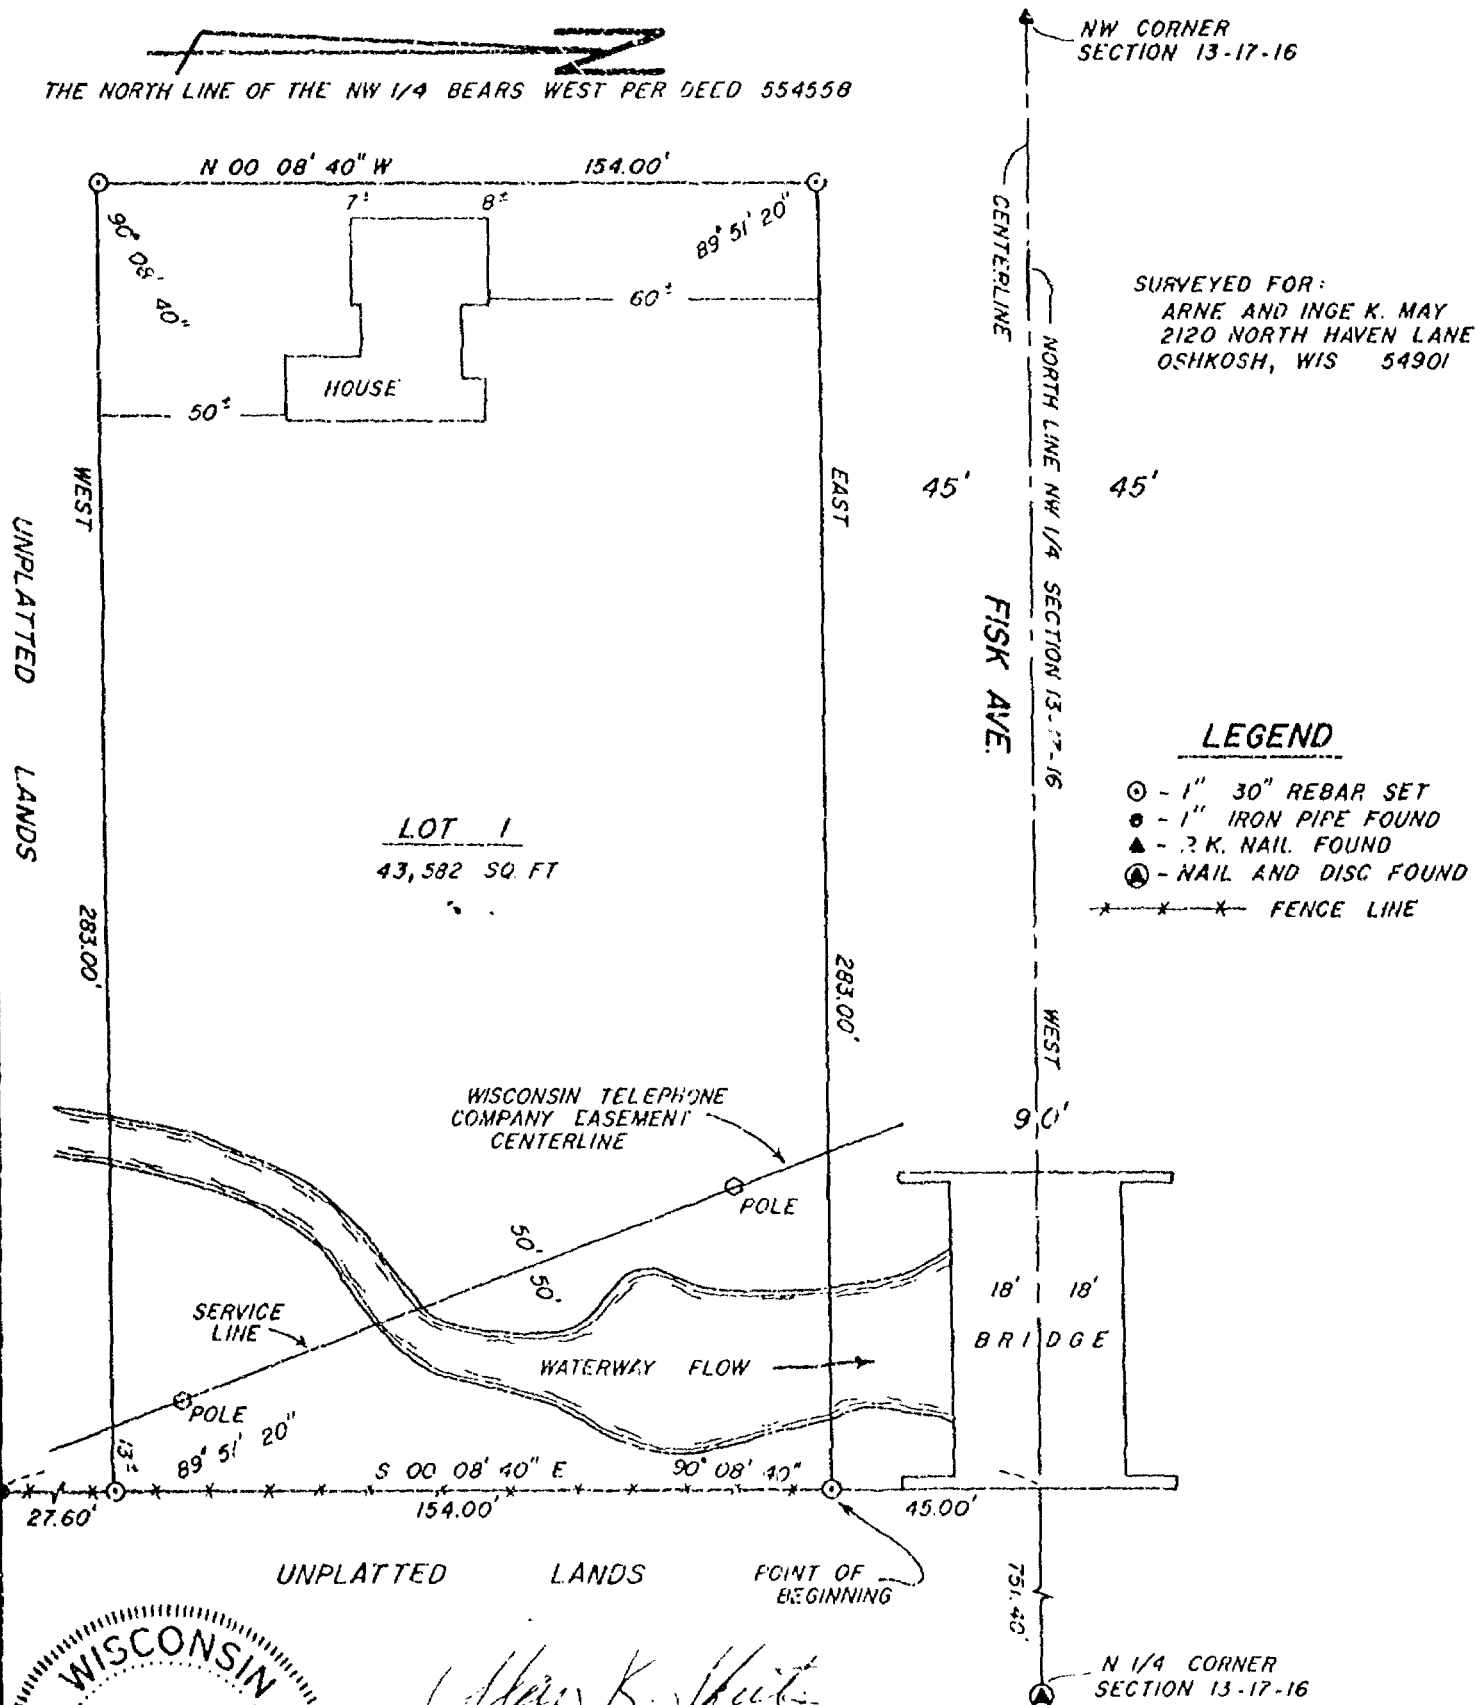 THE NORTH LINE OF THE NW 1/4 BEARS WEST PER DEED 554558
NW CORNER
SECTION 13-17-16
N 00 08' 40" W 154.00'
7± 8±
90° 08' 40"
89° 51' 20"
60±
HOUSE
50±
CENTERLINE
NORTH LINE NW 1/4 SECTION 13-17-16
SURVEYED FOR:
ARNE AND INGE K. MAY
2120 NORTH HAVEN LANE
OSHKOSH, WIS 54901
WEST
EAST
45' 45'
UNPLATTED LANDS
FISK AVE.
LEGEND
- 1" 30" REBAR SET
- 1" IRON PIPE FOUND
- P.K. NAIL FOUND
- NAIL AND DISC FOUND
FENCE LINE
LOT 1
43,582 SQ. FT
283.00'
283.00'
WEST
WISCONSIN TELEPHONE
COMPANY EASEMENT
CENTERLINE
90'
POLE
50'
50'
18' 18'
BRIDGE
SERVICE
LINE
WATERWAY FLOW
POLE
13±
89° 51' 20"
S 00 08' 40" E
90° 08' 40"
27.60'
154.00'
45.00'
UNPLATTED LANDS
POINT OF
BEGINNING
751.40'
N 1/4 CORNER
SECTION 13-17-16
WISCONSIN